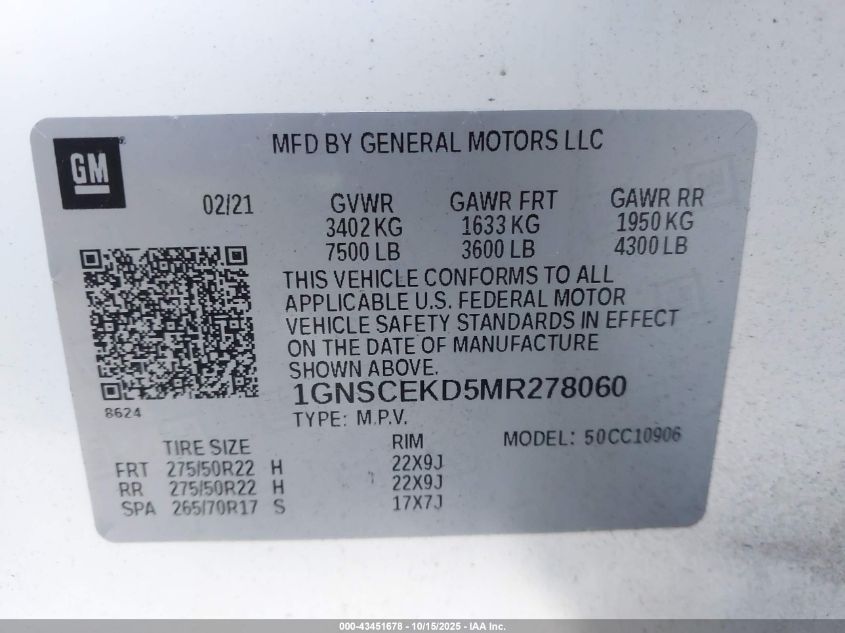 GM
MFD BY GENERAL MOTORS LLC
02/21
GVWR GAWR FRT GAWR RR
3402 KG 1633 KG 1950 KG
7500 LB 3600 LB 4300 LB
THIS VEHICLE CONFORMS TO ALL
APPLICABLE U.S. FEDERAL MOTOR
VEHICLE SAFETY STANDARDS IN EFFECT
ON THE DATE OF MANUFACTURE
SHOWN ABOVE.
1GNSCEKD5MR278060
8624
TYPE: M.P.V.
MODEL: 50CC10906
TIRE SIZE RIM
FRT 275/50R22 H 22X9J
RR 275/50R22 H 22X9J
SPA 265/70R17 S 17X7J
000-43451678 - 10/15/2025 - IAA Inc.